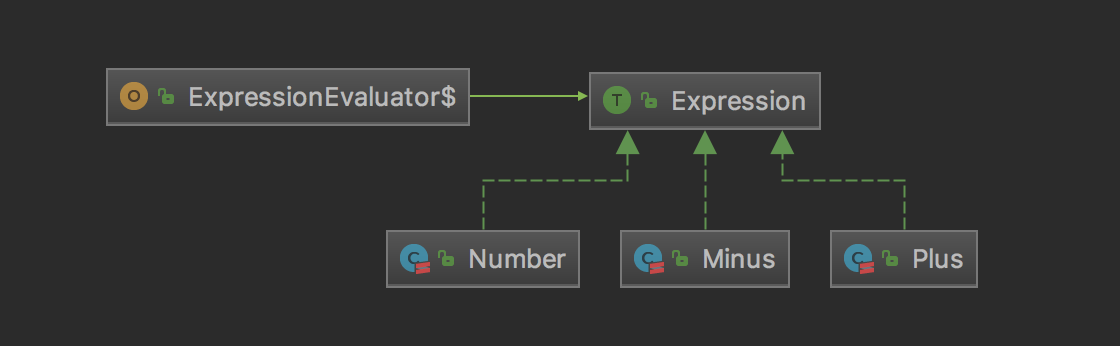 O ExpressionEvaluator$
T Expression
C Number
C Minus
C Plus